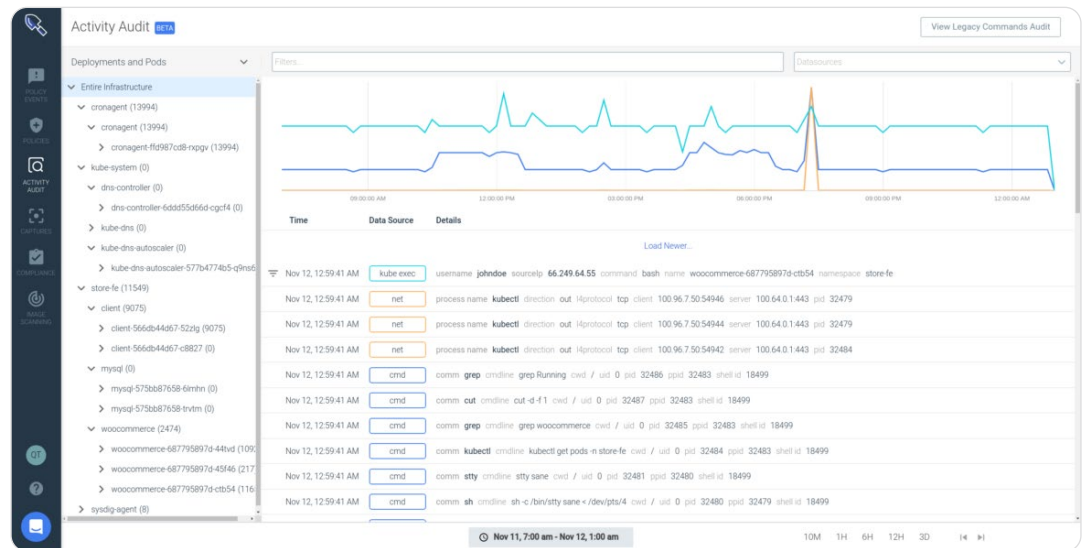 Activity Audit BETA
View Legacy Commands Audit
POLICY EVENTS
POLICIES
ACTIVITY AUDIT
CAPTURES
COMPLIANCE
IMAGE SCANNING
QT
Deployments and Pods
Entire Infrastructure
cronagent (13994)
cronagent (13994)
cronagent-ffd987cd8-rxpgv (13994)
kube-system (0)
dns-controller (0)
dns-controller-6ddd55d66d-cgcf4 (0)
kube-dns (0)
kube-dns-autoscaler (0)
kube-dns-autoscaler-577b4774b5-q9ns6
store-fe (11549)
client (9075)
client-566db44d67-52zlg (9075)
client-566db44d67-c8827 (0)
mysql (0)
mysql-575bb87658-6lmhn (0)
mysql-575bb87658-trvtm (0)
woocommerce (2474)
woocommerce-687795897d-44tvd (109
woocommerce-687795897d-45f46 (217
woocommerce-687795897d-ctb54 (116
sysdig-agent (8)
Filters...
Datasources
09:00:00 AM 12:00:00 PM 03:00:00 PM 06:00:00 PM 09:00:00 PM 12:00:00 AM
Time Data Source Details
Load Newer...
Nov 12, 12:59:41 AM kube exec username johndoe sourceIp 66.249.64.55 command bash name woocommerce-687795897d-ctb54 namespace store-fe
Nov 12, 12:59:41 AM net process name kubectl direction out l4protocol tcp client 100.96.7.50:54946 server 100.64.0.1:443 pid 32479
Nov 12, 12:59:41 AM net process name kubectl direction out l4protocol tcp client 100.96.7.50:54944 server 100.64.0.1:443 pid 32479
Nov 12, 12:59:41 AM net process name kubectl direction out l4protocol tcp client 100.96.7.50:54942 server 100.64.0.1:443 pid 32484
Nov 12, 12:59:41 AM cmd comm grep cmdline grep Running cwd / uid 0 pid 32486 ppid 32483 shell id 18499
Nov 12, 12:59:41 AM cmd comm cut cmdline cut -d -f 1 cwd / uid 0 pid 32487 ppid 32483 shell id 18499
Nov 12, 12:59:41 AM cmd comm grep cmdline grep woocommerce cwd / uid 0 pid 32485 ppid 32483 shell id 18499
Nov 12, 12:59:41 AM cmd comm kubectl cmdline kubectl get pods -n store-fe cwd / uid 0 pid 32484 ppid 32483 shell id 18499
Nov 12, 12:59:41 AM cmd comm stty cmdline stty sane cwd / uid 0 pid 32481 ppid 32480 shell id 18499
Nov 12, 12:59:41 AM cmd comm sh cmdline sh -c /bin/stty sane < /dev/pts/4 cwd / uid 0 pid 32480 ppid 32479 shell id 18499
Nov 11, 7:00 am - Nov 12, 1:00 am
10M 1H 6H 12H 3D